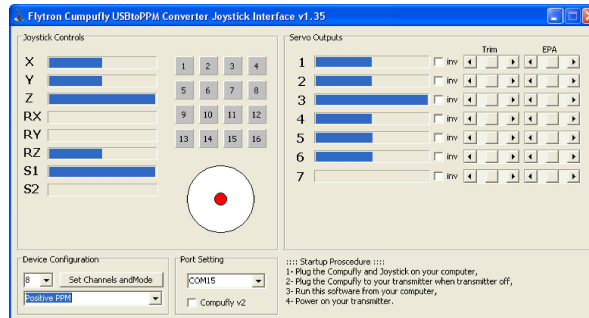 Flytron Cumpufly USBtoPPM Converter Joystick Interface v1.35
Joystick Controls
X
Y
Z
RX
RY
RZ
S1
S2
1 2 3 4
5 6 7 8
9 10 11 12
13 14 15 16
Servo Outputs
Trim EPA
1 inv
2 inv
3 inv
4 inv
5 inv
6 inv
7 inv
Device Configuration
8 Set Channels andMode
Positive PPM
Port Setting
COM15
Compufly v2
:::: Startup Proscedure ::::
1- Plug the Compufly and Joystick on your computer,
2- Plug the Compufly to your transmitter when transmitter off,
3- Run this software from your computer,
4- Power on your transmitter.